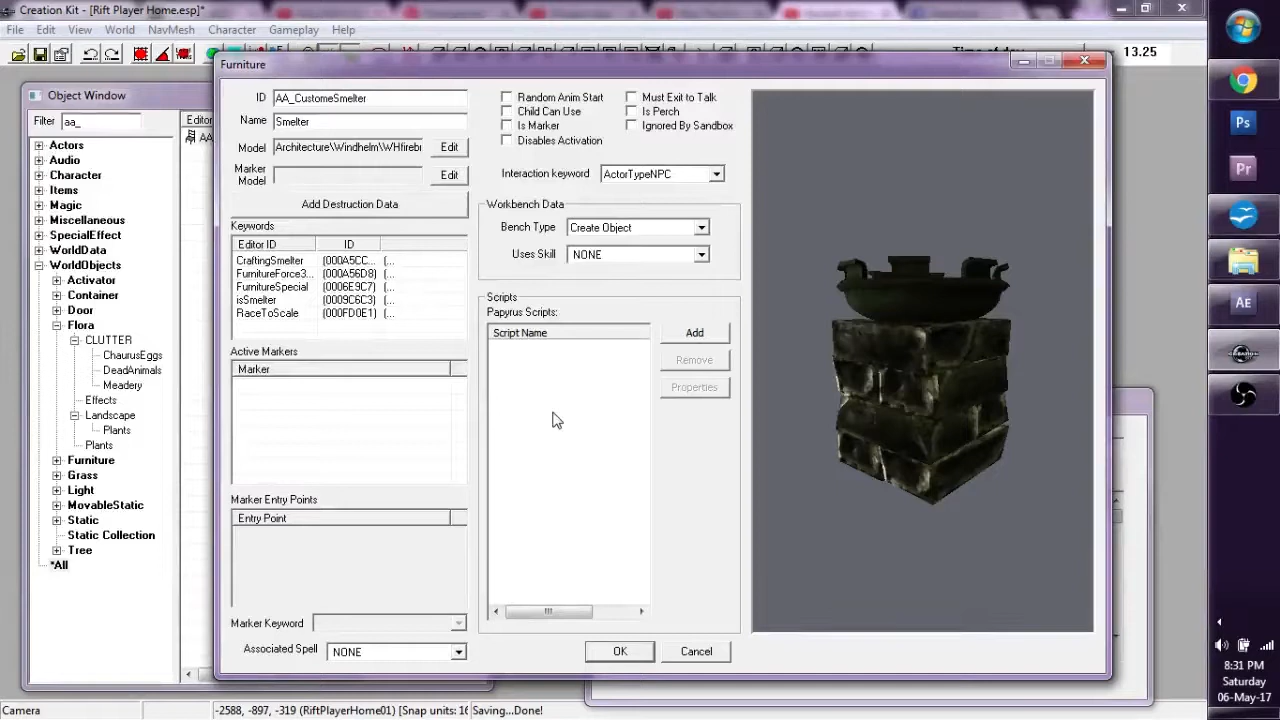 Creation Kit - [Rift Player Home.esp]*
File Edit View World NavMesh Character Gameplay Help
13.25
Object Window
Filter aa_
Editor
Actors
Audio
Character
Items
Magic
Miscellaneous
SpecialEffect
WorldData
WorldObjects
Activator
Container
Door
Flora
CLUTTER
ChaurusEggs
DeadAnimals
Meadery
Effects
Landscape
Plants
Plants
Furniture
Grass
Light
MovableStatic
Static
Static Collection
Tree
*All
Furniture
ID AA_CustomeSmelter
Name Smelter
Model Architecture\Windhelm\WHfirebr Edit
Marker Model Edit
Add Destruction Data
Keywords
Editor ID ID
CraftingSmelter (000A5CC... (...
FurnitureForce3... (000A56D8) (...
FurnitureSpecial (0006E9C7) (...
isSmelter (0009C6C3) (...
RaceToScale (000FD0E1) (...
Active Markers
Marker
Marker Entry Points
Entry Point
Marker Keyword
Associated Spell NONE
Random Anim Start Must Exit to Talk
Child Can Use Is Perch
Is Marker Ignored By Sandbox
Disables Activation
Interaction keyword ActorTypeNPC
Workbench Data
Bench Type Create Object
Uses Skill NONE
Scripts
Papyrus Scripts:
Script Name
Add
Remove
Properties
OK Cancel
Camera -2588, -897, -319 (RiftPlayerHome01) [Snap units: 16 Saving...Done!
Ps
Pr
Ae
8:31 PM
Saturday
06-May-17